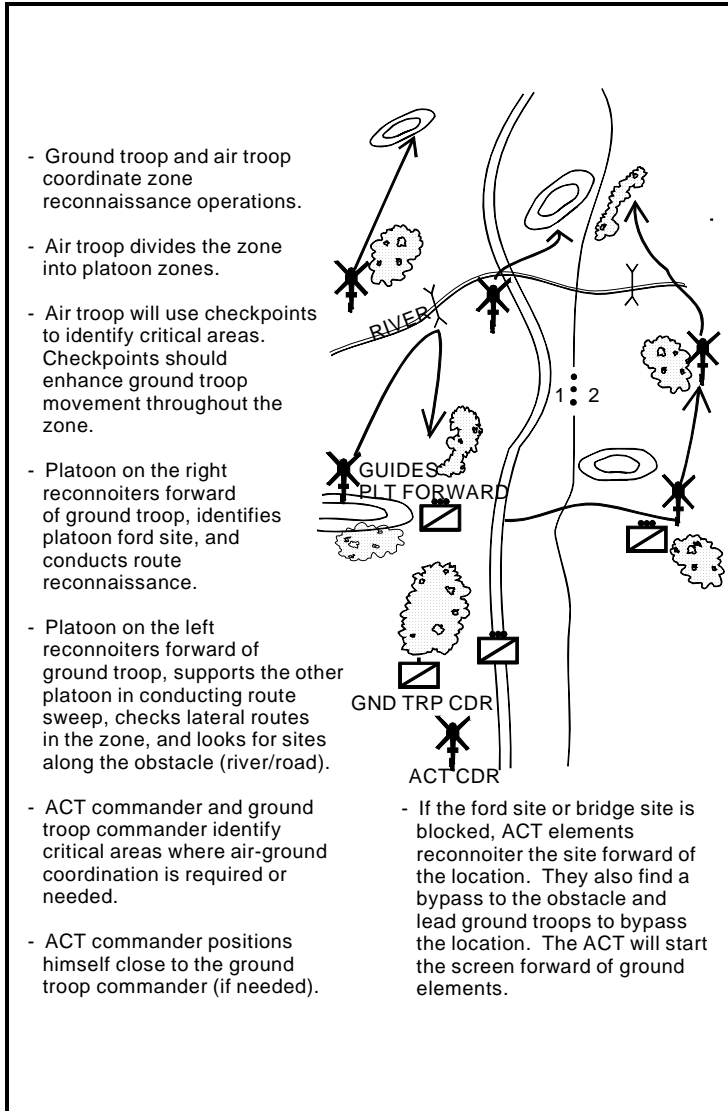 - Ground troop and air troop
coordinate zone
reconnaissance operations.
- Air troop divides the zone
into platoon zones.
- Air troop will use checkpoints
to identify critical areas.
Checkpoints should
enhance ground troop
movement throughout the
zone.
- Platoon on the right
reconnoiters forward
of ground troop, identifies
platoon ford site, and
conducts route
reconnaissance.
- Platoon on the left
reconnoiters forward of
ground troop, supports the other
platoon in conducting route
sweep, checks lateral routes
in the zone, and looks for sites
along the obstacle (river/road).
- ACT commander and ground
troop commander identify
critical areas where air-ground
coordination is required or
needed.
- ACT commander positions
himself close to the ground
troop commander (if needed).
RIVER
1 2
GUIDES
PLT FORWARD
GND TRP CDR
ACT CDR
- If the ford site or bridge site is
blocked, ACT elements
reconnoiter the site forward of
the location. They also find a
bypass to the obstacle and
lead ground troops to bypass
the location. The ACT will start
the screen forward of ground
elements.